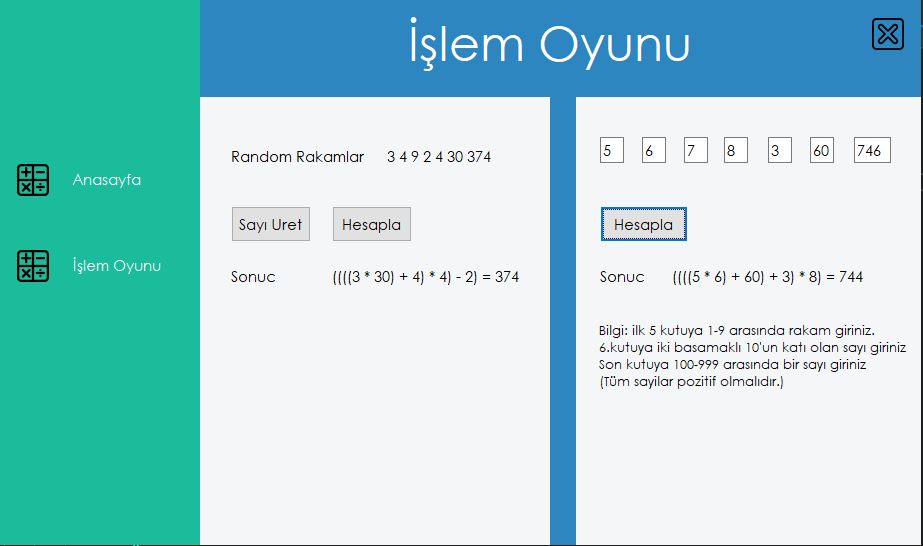 İşlem Oyunu
Anasayfa
İşlem Oyunu
Random Rakamlar 3 4 9 2 4 30 374
Sayı Uret Hesapla
Sonuc ((((3 * 30) + 4) * 4) - 2) = 374
5 6 7 8 3 60 746
Hesapla
Sonuc ((((5 * 6) + 60) + 3) * 8) = 744
Bilgi: ilk 5 kutuya 1-9 arasında rakam giriniz.
6.kutuya iki basamaklı 10'un katı olan sayı giriniz
Son kutuya 100-999 arasında bir sayı giriniz
(Tüm sayilar pozitif olmalıdır.)